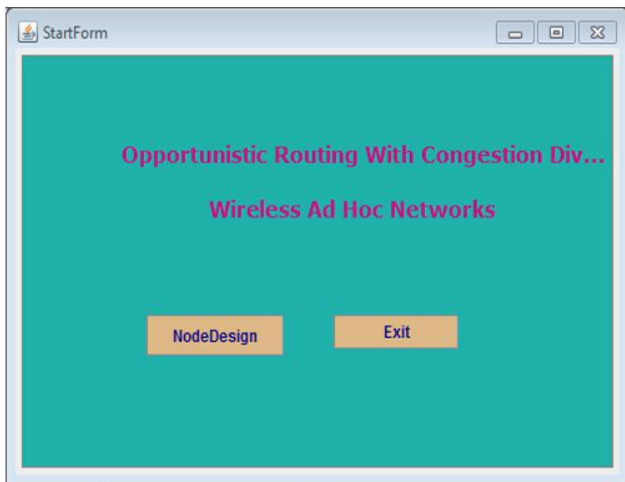 StartForm
Opportunistic Routing With Congestion Div...
Wireless Ad Hoc Networks
NodeDesign
Exit